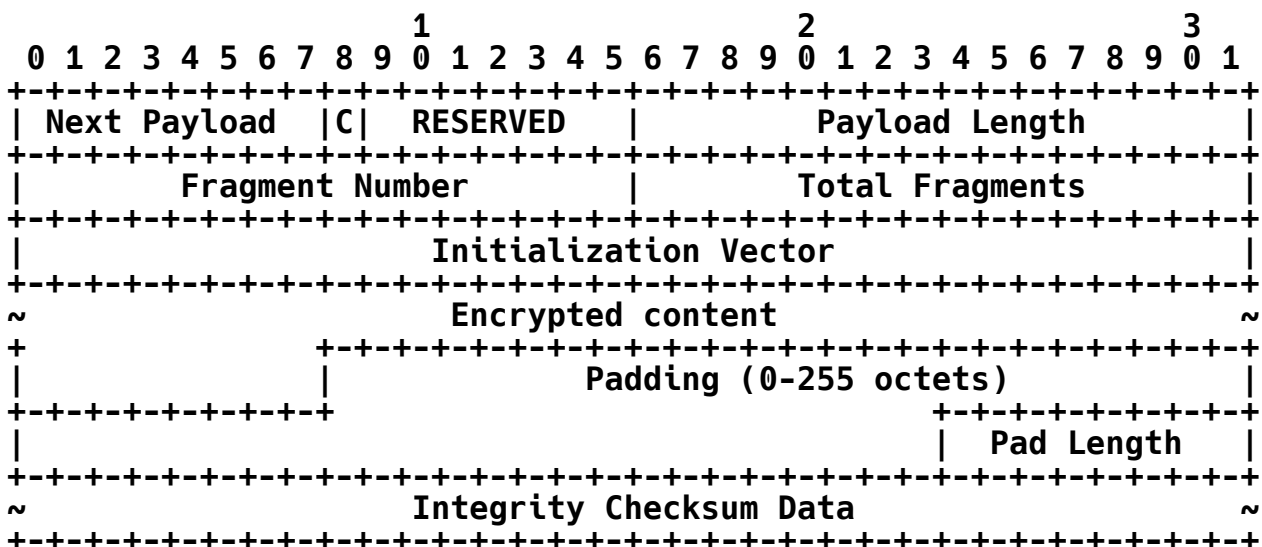 1                   2                   3
 0 1 2 3 4 5 6 7 8 9 0 1 2 3 4 5 6 7 8 9 0 1 2 3 4 5 6 7 8 9 0 1
+-+-+-+-+-+-+-+-+-+-+-+-+-+-+-+-+-+-+-+-+-+-+-+-+-+-+-+-+-+-+-+-+
| Next Payload  |C|  RESERVED   |         Payload Length        |
+-+-+-+-+-+-+-+-+-+-+-+-+-+-+-+-+-+-+-+-+-+-+-+-+-+-+-+-+-+-+-+-+
|        Fragment Number        |        Total Fragments        |
+-+-+-+-+-+-+-+-+-+-+-+-+-+-+-+-+-+-+-+-+-+-+-+-+-+-+-+-+-+-+-+-+
|                     Initialization Vector                     |
+-+-+-+-+-+-+-+-+-+-+-+-+-+-+-+-+-+-+-+-+-+-+-+-+-+-+-+-+-+-+-+-+
~                      Encrypted content                        ~
+               +-+-+-+-+-+-+-+-+-+-+-+-+-+-+-+-+-+-+-+-+-+-+-+-+
|               |             Padding (0-255 octets)            |
+-+-+-+-+-+-+-+-+                               +-+-+-+-+-+-+-+-+
|                                               |  Pad Length   |
+-+-+-+-+-+-+-+-+-+-+-+-+-+-+-+-+-+-+-+-+-+-+-+-+-+-+-+-+-+-+-+-+
~                    Integrity Checksum Data                    ~
+-+-+-+-+-+-+-+-+-+-+-+-+-+-+-+-+-+-+-+-+-+-+-+-+-+-+-+-+-+-+-+-+